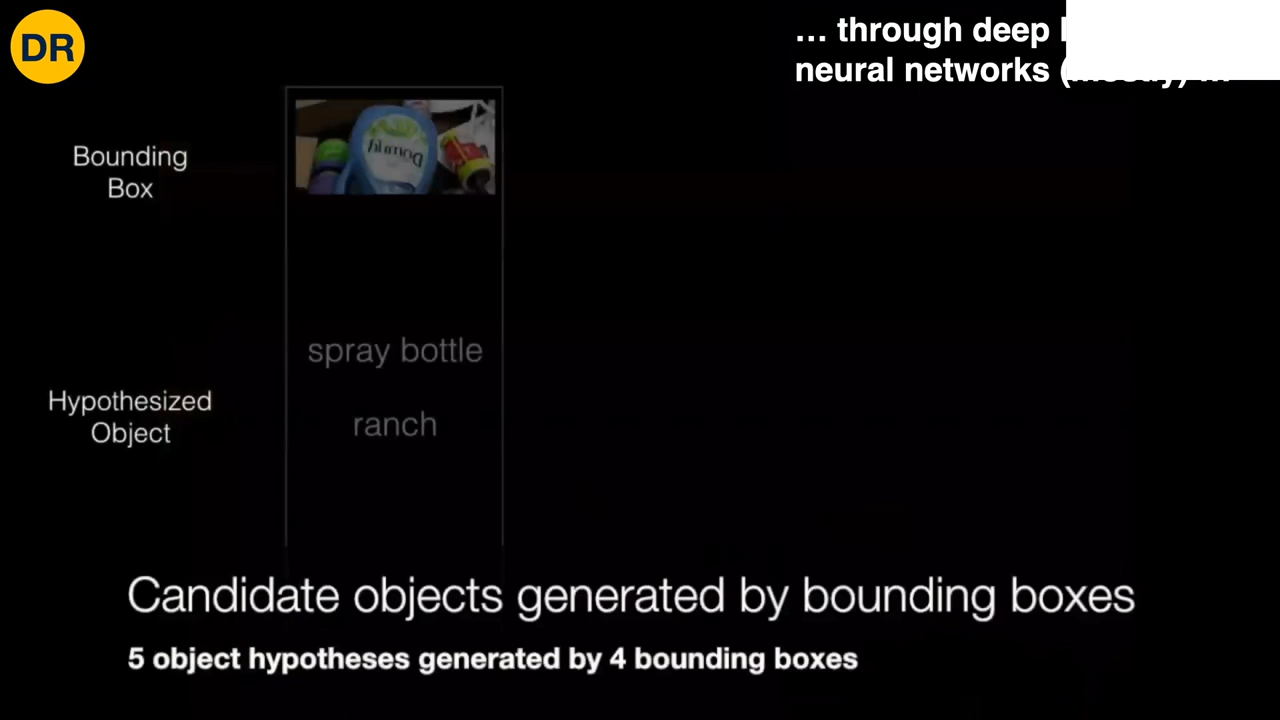 DR
… through deep
neural networks
Bounding
Box
spray bottle
ranch
Hypothesized
Object
Candidate objects generated by bounding boxes
5 object hypotheses generated by 4 bounding boxes